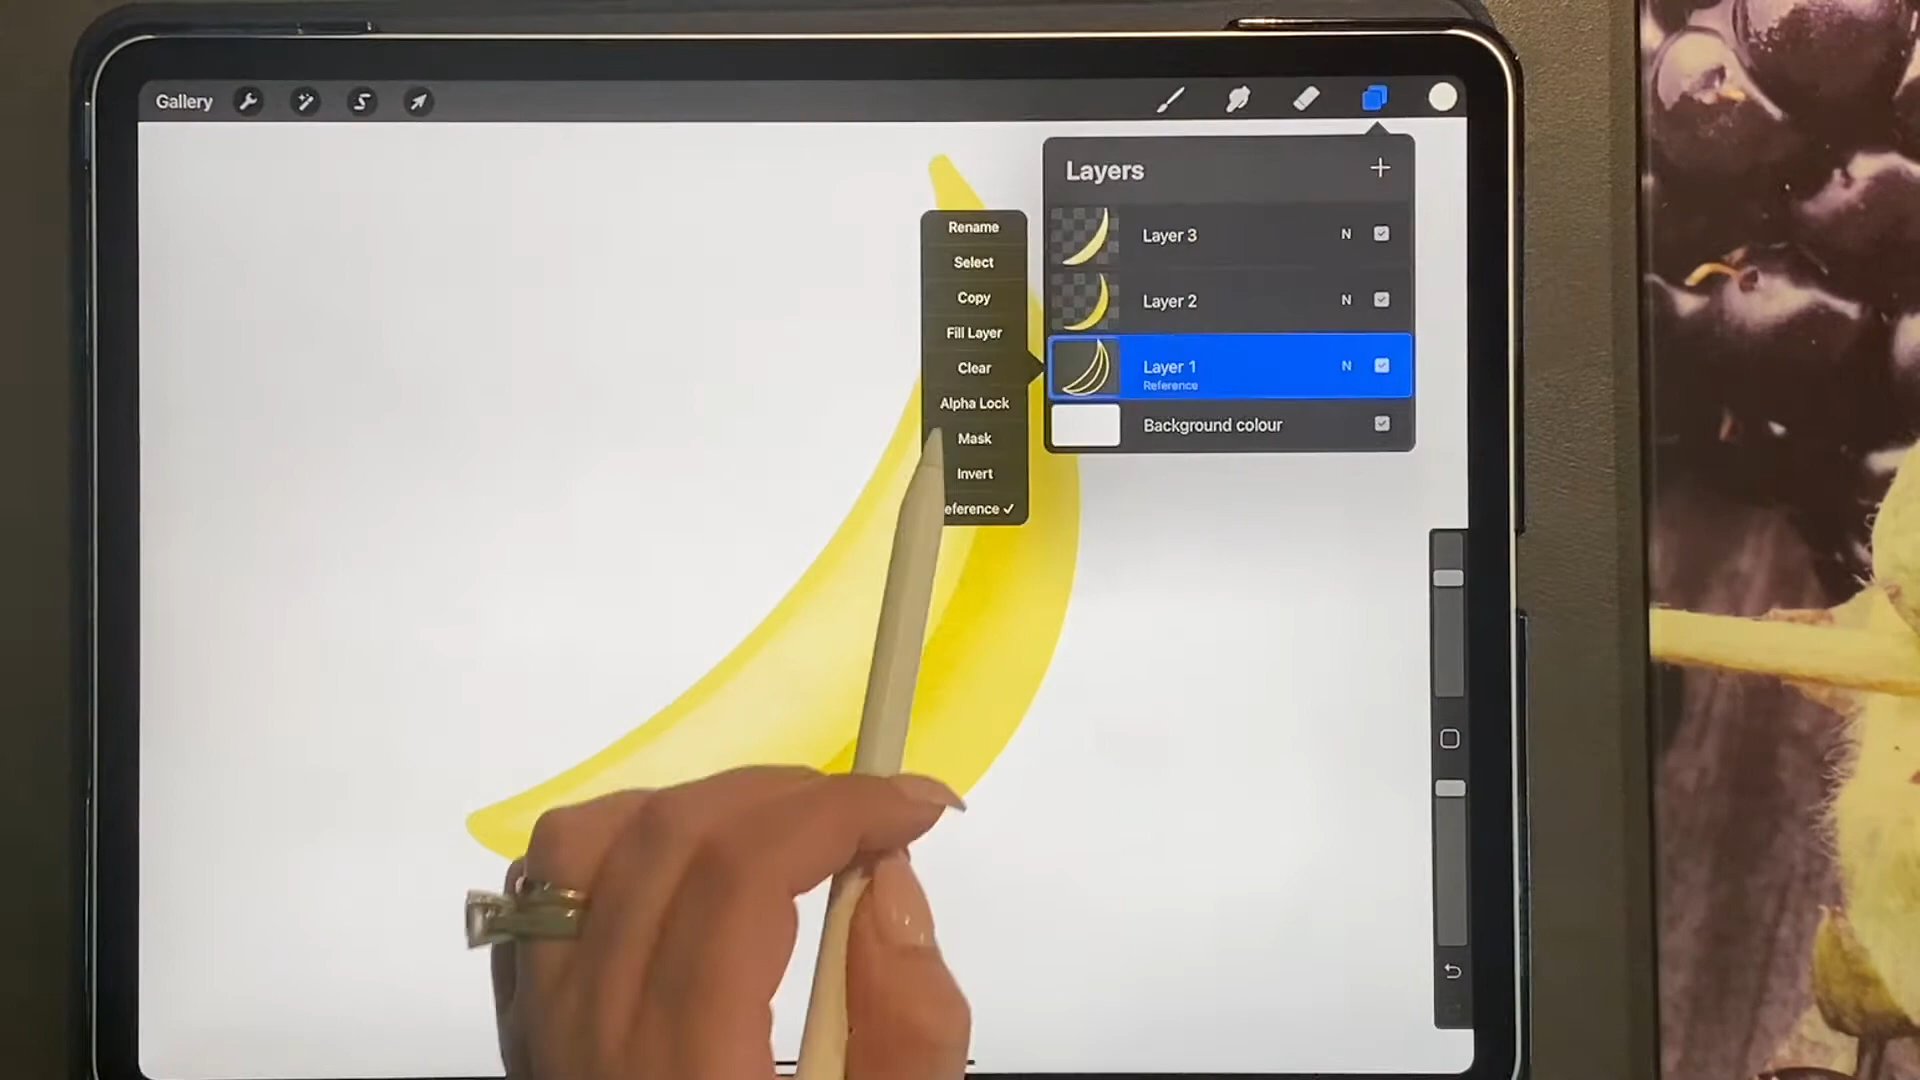 Gallery
Layers
Rename
Select
Copy
Fill Layer
Clear
Alpha Lock
Mask
Invert
eference
Layer 3
N
Layer 2
N
Layer 1
N
Reference
Background colour